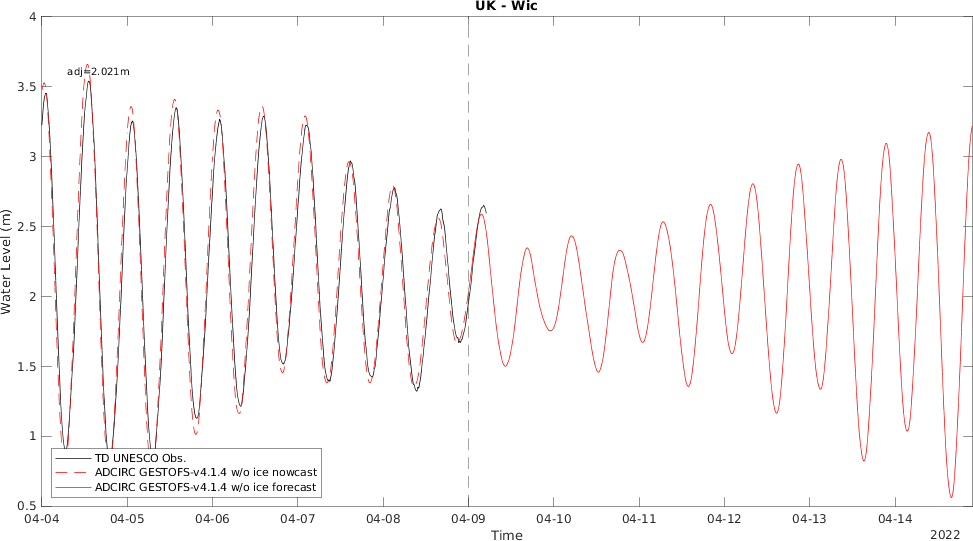 UK - Wic
adj=2.021m
Water Level (m)
4
3.5
3
2.5
2
1.5
1
0.5
TD UNESCO Obs.
ADCIRC GESTOFS-v4.1.4 w/o ice nowcast
ADCIRC GESTOFS-v4.1.4 w/o ice forecast
04-04 04-05 04-06 04-07 04-08 04-09 04-10 04-11 04-12 04-13 04-14
Time
2022